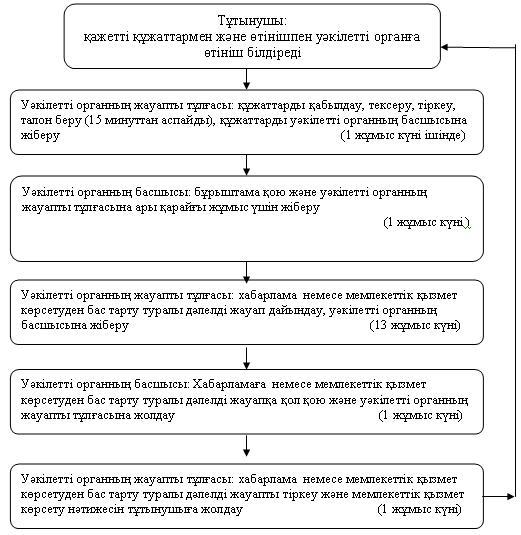 Тұтынушы:
қажетті құжаттармен және өтінішпен уәкілетті органға
өтініш білдіреді
Уәкілетті органның жауапты тұлғасы: құжаттарды қабылдау, тексеру, тіркеу,
талон беру (15 минуттан аспайды), құжаттарды уәкілетті органның басшысына
жіберу (1 жұмыс күні ішінде)
Уәкілетті органның басшысы: бұрыштама қою және уәкілетті органның
жауапты тұлғасына ары қарайғы жұмыс үшін жіберу
(1 жұмыс күні)
Уәкілетті органның жауапты тұлғасы: хабарлама немесе мемлекеттік қызмет
көрсетуден бас тарту туралы дәлелді жауап дайындау, уәкілетті органның
басшысына жіберу (13 жұмыс күні)
Уәкілетті органның басшысы: Хабарламаға немесе мемлекеттік қызмет
көрсетуден бас тарту туралы дәлелді жауапқа қол қою және уәкілетті органның
жауапты тұлғасына жолдау (1 жұмыс күні)
Уәкілетті органның жауапты тұлғасы: хабарлама немесе мемлекеттік қызмет
көрсетуден бас тарту туралы дәлелді жауапты тіркеу және мемлекеттік қызмет
көрсету нәтижесін тұтынушыға жолдау (1 жұмыс күні)